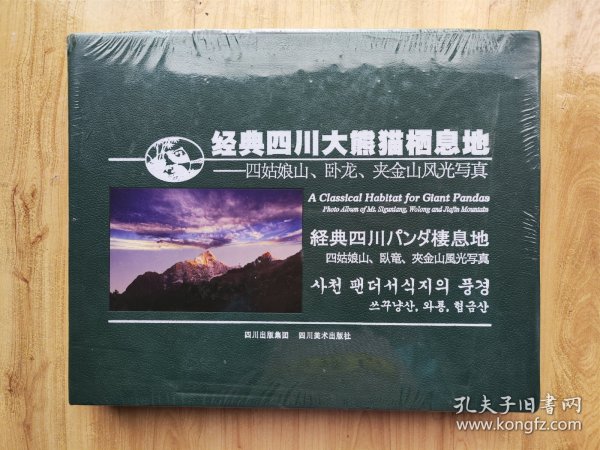 经典四川大熊猫栖息地
——四姑娘山、卧龙、夹金山风光写真
A Classical Habitat for Giant Pandas
Photo Album of Mt. Siguniang, Wolong and Jiajin Mountain
経典四川パンダ棲息地
四姑娘山、臥竜、夾金山風光写真
사천 팬더서식지의 풍경
쓰꾸냥산, 와룡, 협금산
四川出版集团 四川美术出版社
孔夫子旧书网
www.kongfz.com